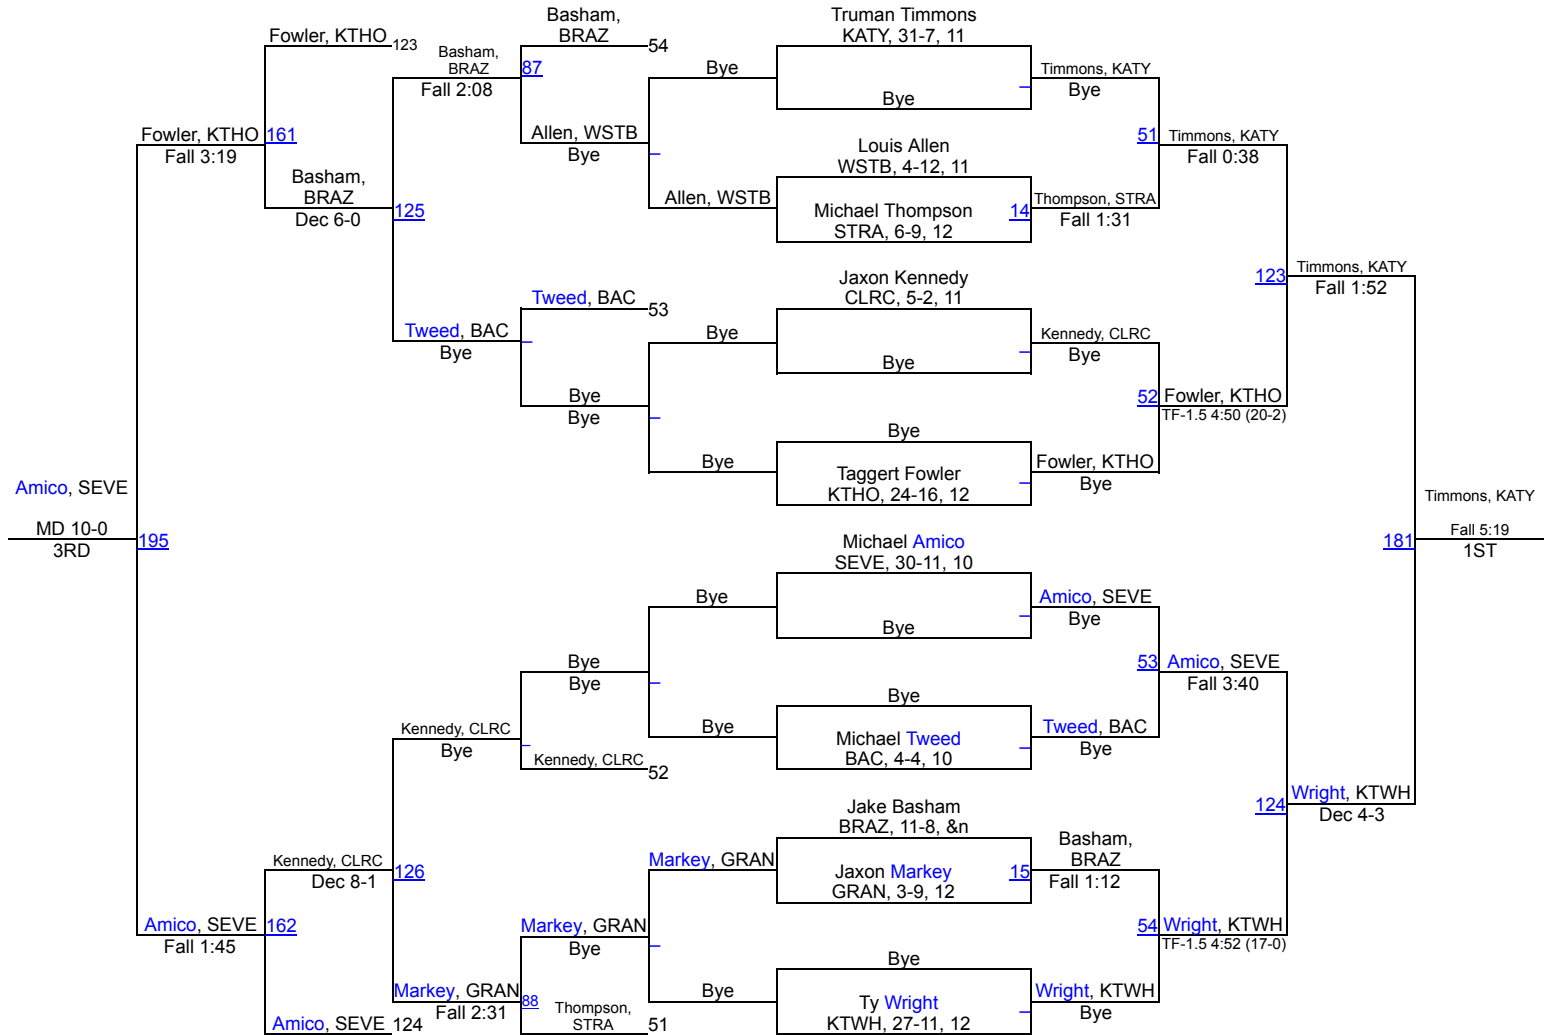 Fowler, KTHO
123
Fowler, KTHO
Fall 3:19
161
Basham,
BRAZ
Dec 6-0
125
Basham,
BRAZ
Fall 2:08
87
Basham,
BRAZ
54
Allen, WSTB
Bye
Bye
Allen, WSTB
Tweed, BAC
Bye
Tweed, BAC
53
Bye
Bye
Bye
Bye
Amico, SEVE
MD 10-0
3RD
195
Kennedy, CLRC
Bye
Bye
Bye
Kennedy, CLRC
52
Bye
Bye
Kennedy, CLRC
Dec 8-1
126
Amico, SEVE
Fall 1:45
162
Amico, SEVE
124
Markey, GRAN
Fall 2:31
88
Markey, GRAN
Bye
Thompson,
STRA
51
Markey, GRAN
Bye
Truman Timmons
KATY, 31-7, 11
Bye
Timmons, KATY
Bye
Louis Allen
WSTB, 4-12, 11
Michael Thompson
STRA, 6-9, 12
14
Thompson, STRA
Fall 1:31
51
Timmons, KATY
Fall 0:38
Jaxon Kennedy
CLRC, 5-2, 11
Bye
Kennedy, CLRC
Bye
Bye
Taggert Fowler
KTHO, 24-16, 12
Fowler, KTHO
Bye
52
Fowler, KTHO
TF-1.5 4:50 (20-2)
123
Timmons, KATY
Fall 1:52
Michael Amico
SEVE, 30-11, 10
Bye
Amico, SEVE
Bye
Bye
Michael Tweed
BAC, 4-4, 10
Tweed, BAC
Bye
53
Amico, SEVE
Fall 3:40
Jake Basham
BRAZ, 11-8, &n
Jaxon Markey
GRAN, 3-9, 12
15
Basham,
BRAZ
Fall 1:12
Bye
Ty Wright
KTWH, 27-11, 12
Wright, KTWH
Bye
54
Wright, KTWH
TF-1.5 4:52 (17-0)
124
Wright, KTWH
Dec 4-3
181
Timmons, KATY
Fall 5:19
1ST